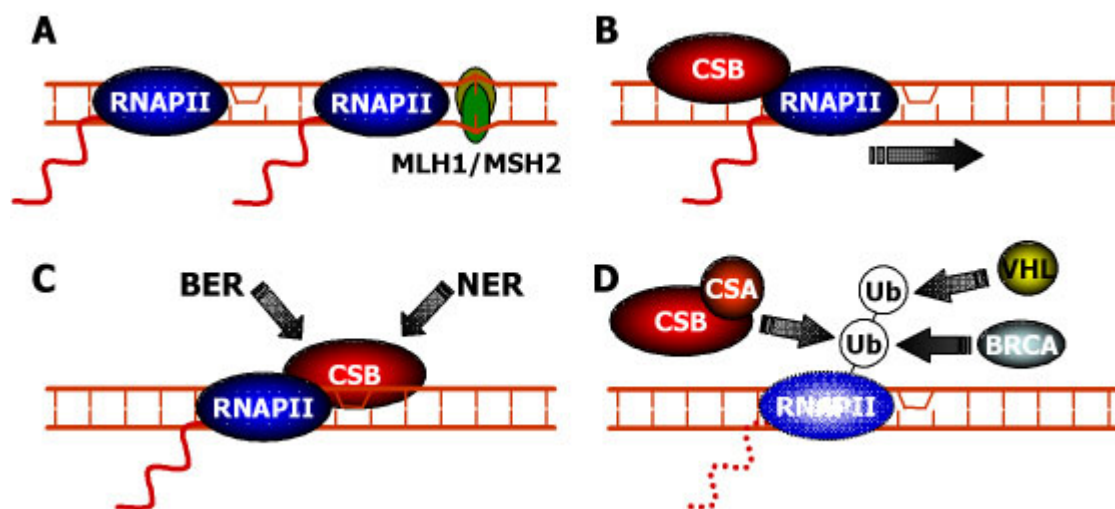 A
RNAPII
RNAPII
MLH1/MSH2
B
CSB
RNAPII
C
BER
NER
CSB
RNAPII
D
CSA
CSB
VHL
Ub
Ub
BRCA
RNAPII